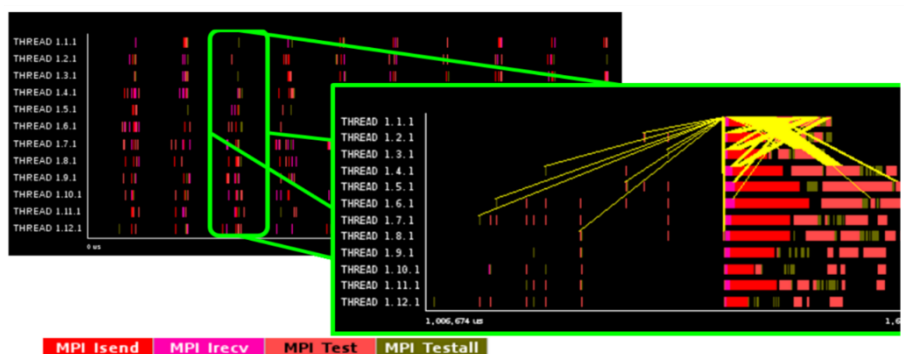 THREAD 1.1.1
THREAD 1.2.1
THREAD 1.3.1
THREAD 1.4.1
THREAD 1.5.1
THREAD 1.6.1
THREAD 1.7.1
THREAD 1.8.1
THREAD 1.9.1
THREAD 1.10.1
THREAD 1.11.1
THREAD 1.12.1
0 us
THREAD 1.1.1
THREAD 1.2.1
THREAD 1.3.1
THREAD 1.4.1
THREAD 1.5.1
THREAD 1.6.1
THREAD 1.7.1
THREAD 1.8.1
THREAD 1.9.1
THREAD 1.10.1
THREAD 1.11.1
THREAD 1.12.1
1,006,674 us
MPI Isend MPI Irecv MPI Test MPI Testall